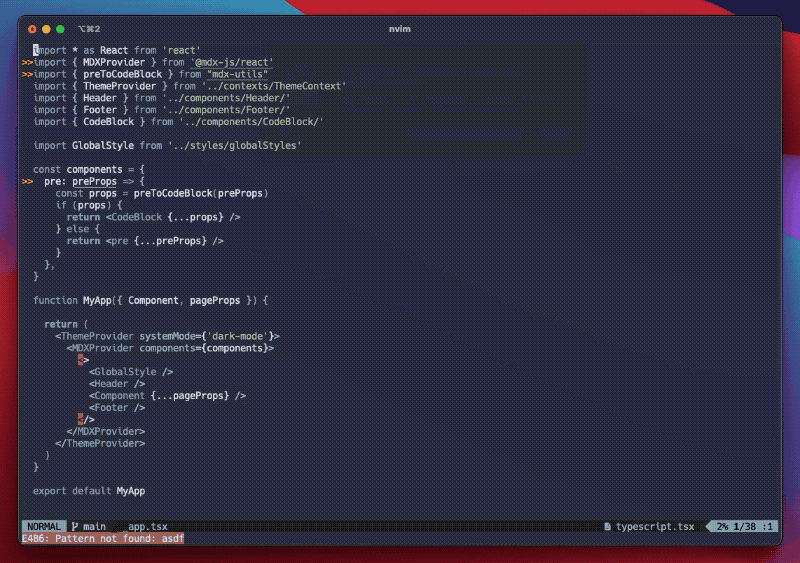 ⌥⌘2 nvim
import * as React from 'react'
>>import { MDXProvider } from '@mdx-js/react'
>>import { preToCodeBlock } from "mdx-utils"
import { ThemeProvider } from '../contexts/ThemeContext'
import { Header } from '../components/Header/'
import { Footer } from '../components/Footer/'
import { CodeBlock } from '../components/CodeBlock/'
import GlobalStyle from '../styles/globalStyles'
const components = {
>> pre: preProps => {
const props = preToCodeBlock(preProps)
if (props) {
return <CodeBlock {...props} />
} else {
return <pre {...preProps} />
}
},
}
function MyApp({ Component, pageProps }) {
return (
<ThemeProvider systemMode={'dark-mode'}>
<MDXProvider components={components}>
<>
<GlobalStyle />
<Header />
<Component {...pageProps} />
<Footer />
</>
</MDXProvider>
</ThemeProvider>
)
}
export default MyApp
NORMAL main _app.tsx typescript.tsx 2% 1/38 :1
E486: Pattern not found: asdf